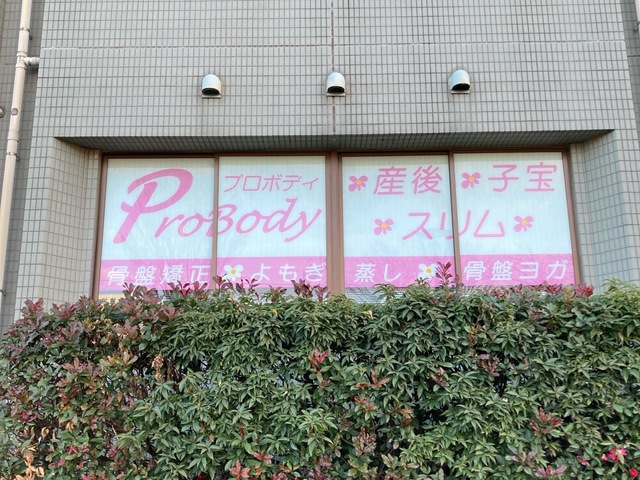 プロボディ
ProBody
産後 子宝
スリム
骨盤矯正 よもぎ蒸し 骨盤ヨガ